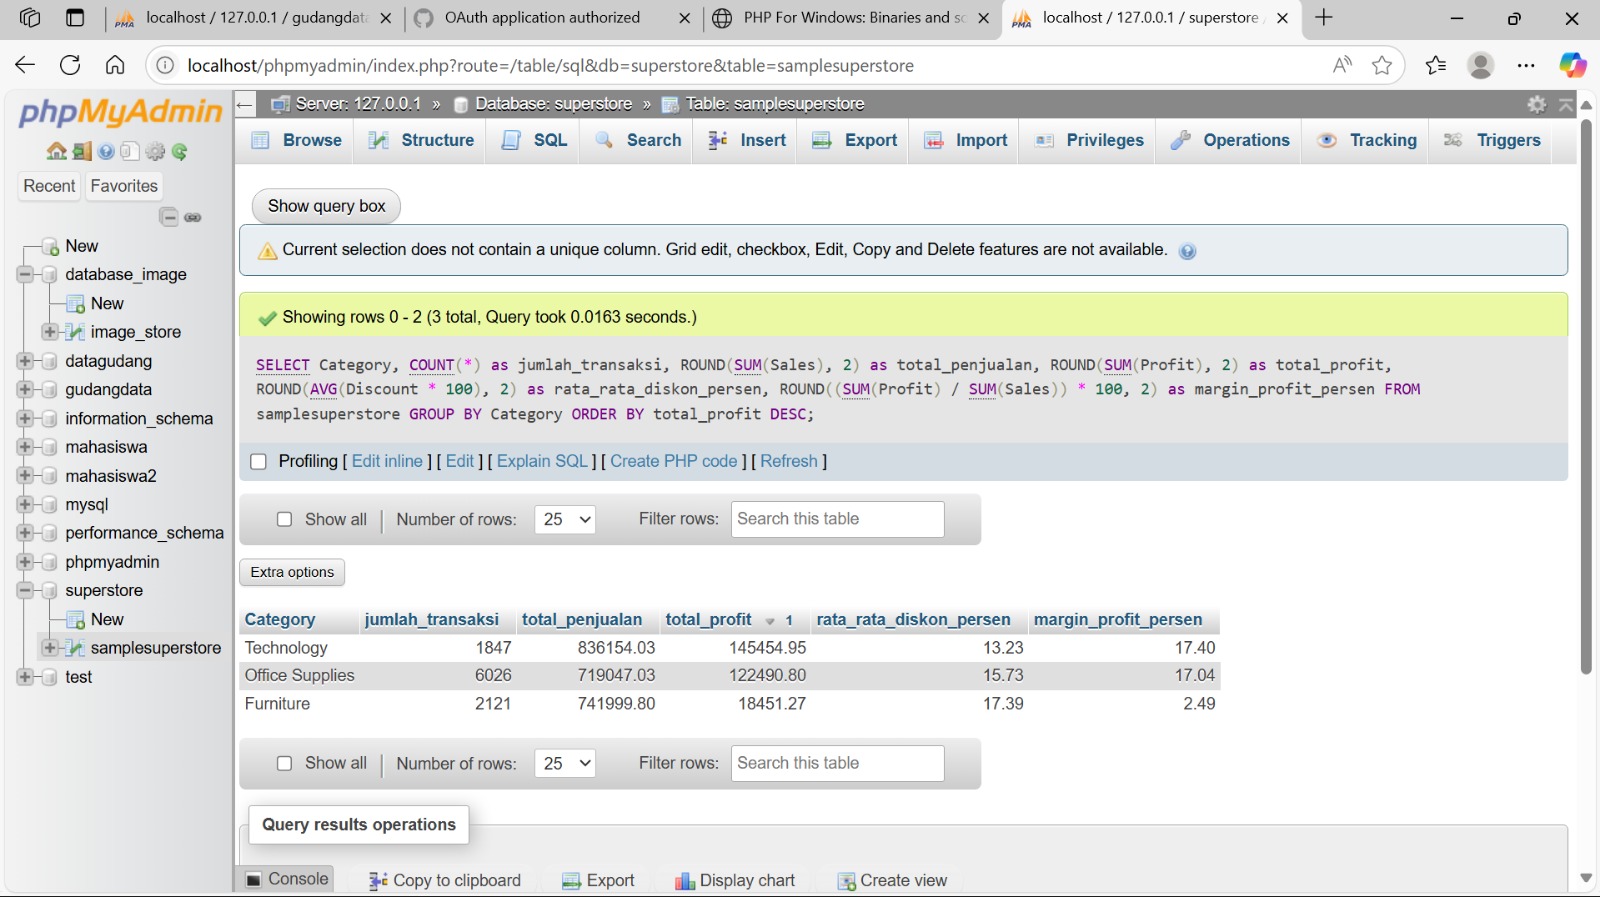 localhost / 127.0.0.1 / gudangdata
OAuth application authorized
PHP For Windows: Binaries and so
localhost / 127.0.0.1 / superstore /
localhost/phpmyadmin/index.php?route=/table/sql&db=superstore&table=samplesuperstore
phpMyAdmin
Recent Favorites
New
database_image
New
image_store
datagudang
gudangdata
information_schema
mahasiswa
mahasiswa2
mysql
performance_schema
phpmyadmin
superstore
New
samplesuperstore
test
Server: 127.0.0.1 » Database: superstore » Table: samplesuperstore
Browse Structure SQL Search Insert Export Import Privileges Operations Tracking Triggers
Show query box
Current selection does not contain a unique column. Grid edit, checkbox, Edit, Copy and Delete features are not available.
Showing rows 0 - 2 (3 total, Query took 0.0163 seconds.)
SELECT Category, COUNT(*) as jumlah_transaksi, ROUND(SUM(Sales), 2) as total_penjualan, ROUND(SUM(Profit), 2) as total_profit,
ROUND(AVG(Discount * 100), 2) as rata_rata_diskon_persen, ROUND((SUM(Profit) / SUM(Sales)) * 100, 2) as margin_profit_persen FROM
samplesuperstore GROUP BY Category ORDER BY total_profit DESC;
Profiling [ Edit inline ] [ Edit ] [ Explain SQL ] [ Create PHP code ] [ Refresh ]
Show all | Number of rows: 25 Filter rows: Search this table
Extra options
Category jumlah_transaksi total_penjualan total_profit 1 rata_rata_diskon_persen margin_profit_persen
Technology 1847 836154.03 145454.95 13.23 17.40
Office Supplies 6026 719047.03 122490.80 15.73 17.04
Furniture 2121 741999.80 18451.27 17.39 2.49
Show all | Number of rows: 25 Filter rows: Search this table
Query results operations
Console Copy to clipboard Export Display chart Create view